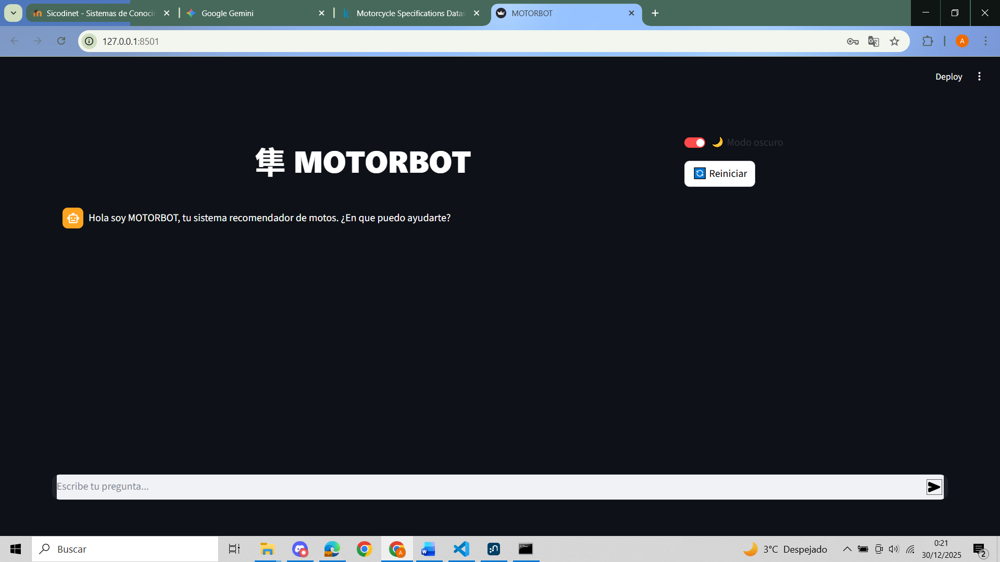 Sicodinet - Sistemas de Conocin
Google Gemini
Motorcycle Specifications Datas
MOTORBOT
127.0.0.1:8501
A
Deploy
🌙 Modo oscuro
隼 MOTORBOT
Reiniciar
Hola soy MOTORBOT, tu sistema recomendador de motos. ¿En que puedo ayudarte?
Escribe tu pregunta...
Buscar
3°C Despejado
0:21
30/12/2025
2